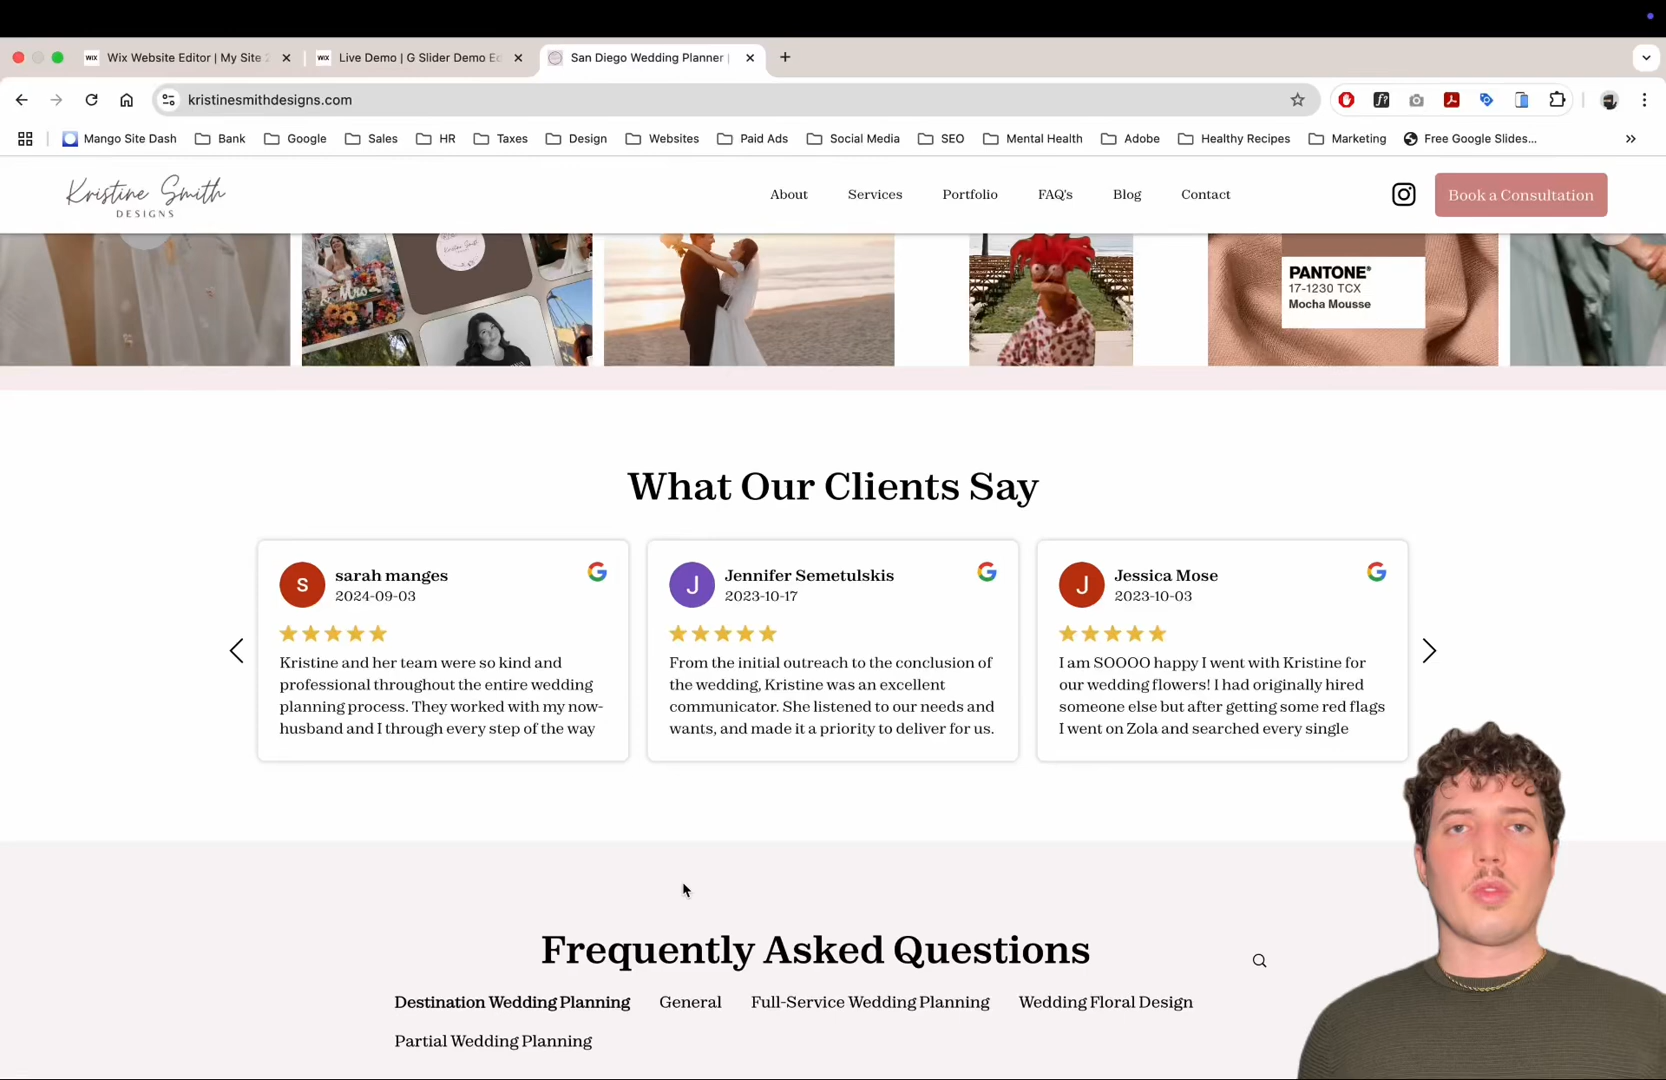 WiX Wix Website Editor | My Site 2
WiX Live Demo | G Slider Demo Ed
San Diego Wedding Planner |
kristinesmithdesigns.com
Mango Site Dash Bank Google Sales HR Taxes Design Websites Paid Ads Social Media SEO Mental Health Adobe Healthy Recipes Marketing Free Google Slides...
Kristine Smith
DESIGNS
About Services Portfolio FAQ's Blog Contact
Book a Consultation
Mrs
PANTONE®
17-1230 TCX
Mocha Mousse
What Our Clients Say
S
sarah manges
2024-09-03
Kristine and her team were so kind and
professional throughout the entire wedding
planning process. They worked with my now-
husband and I through every step of the way
J
Jennifer Semetulskis
2023-10-17
From the initial outreach to the conclusion of
the wedding, Kristine was an excellent
communicator. She listened to our needs and
wants, and made it a priority to deliver for us.
J
Jessica Mose
2023-10-03
I am SOOOO happy I went with Kristine for
our wedding flowers! I had originally hired
someone else but after getting some red flags
I went on Zola and searched every single
Frequently Asked Questions
Destination Wedding Planning General Full-Service Wedding Planning Wedding Floral Design
Partial Wedding Planning